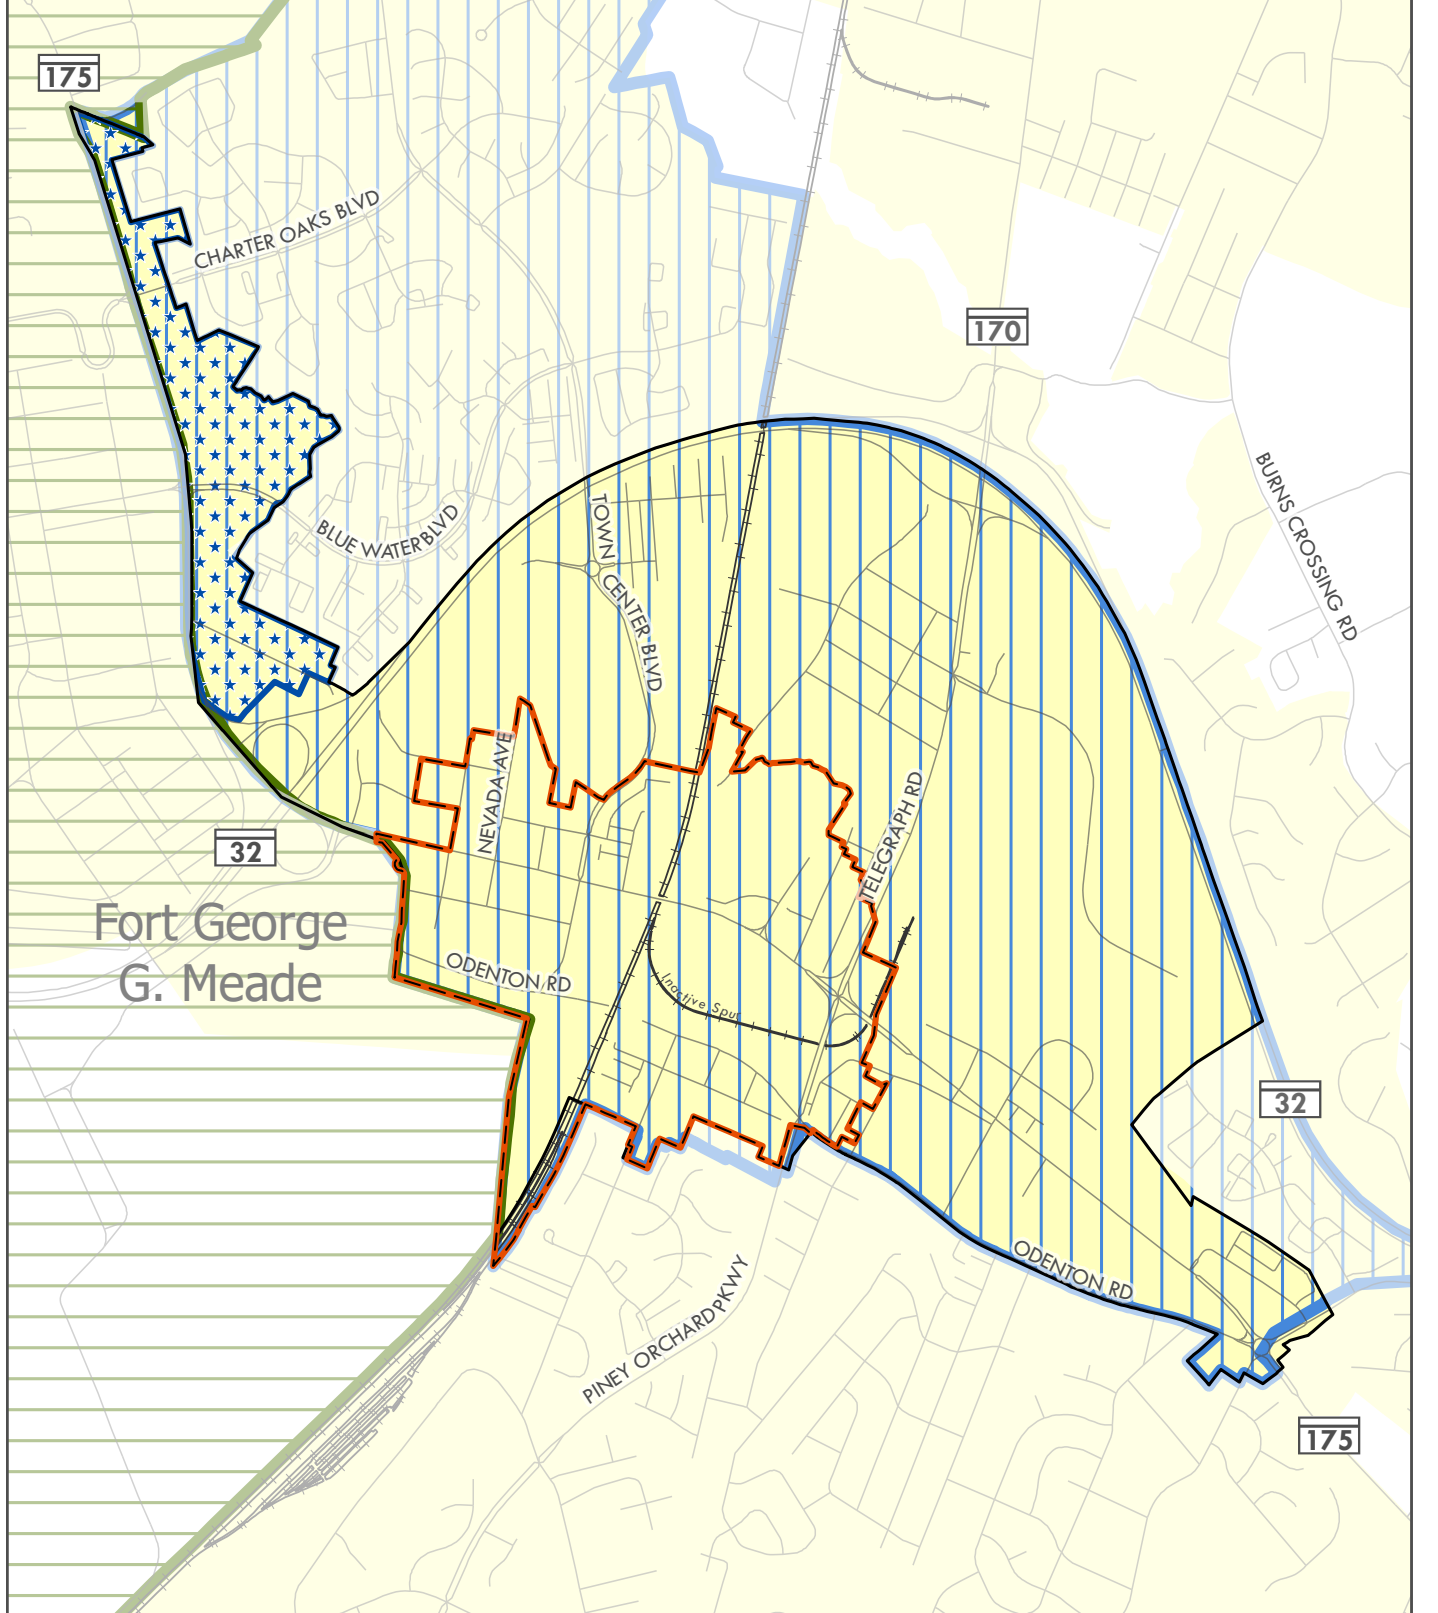 175
CHARTER OAKS BLVD
170
BLUE WATER BLVD
TOWN CENTER BLVD
BURNS CROSSING RD
NEVADA AVE
TELEGRAPH RD
32
Fort George
G. Meade
ODENTON RD
Inactive Spur
32
ODENTON RD
PINEY ORCHARD PKWY
175